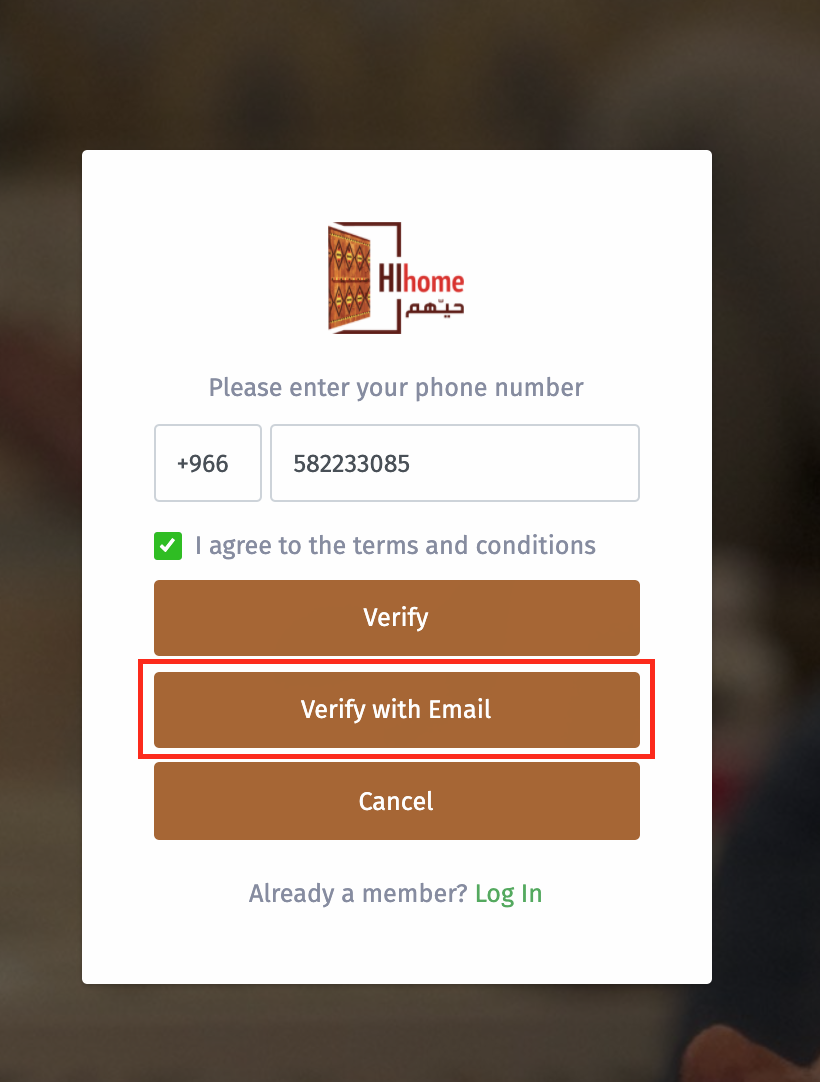 HIhome
حيّهم
Please enter your phone number
+966 582233085
I agree to the terms and conditions
Verify
Verify with Email
Cancel
Already a member? Log In